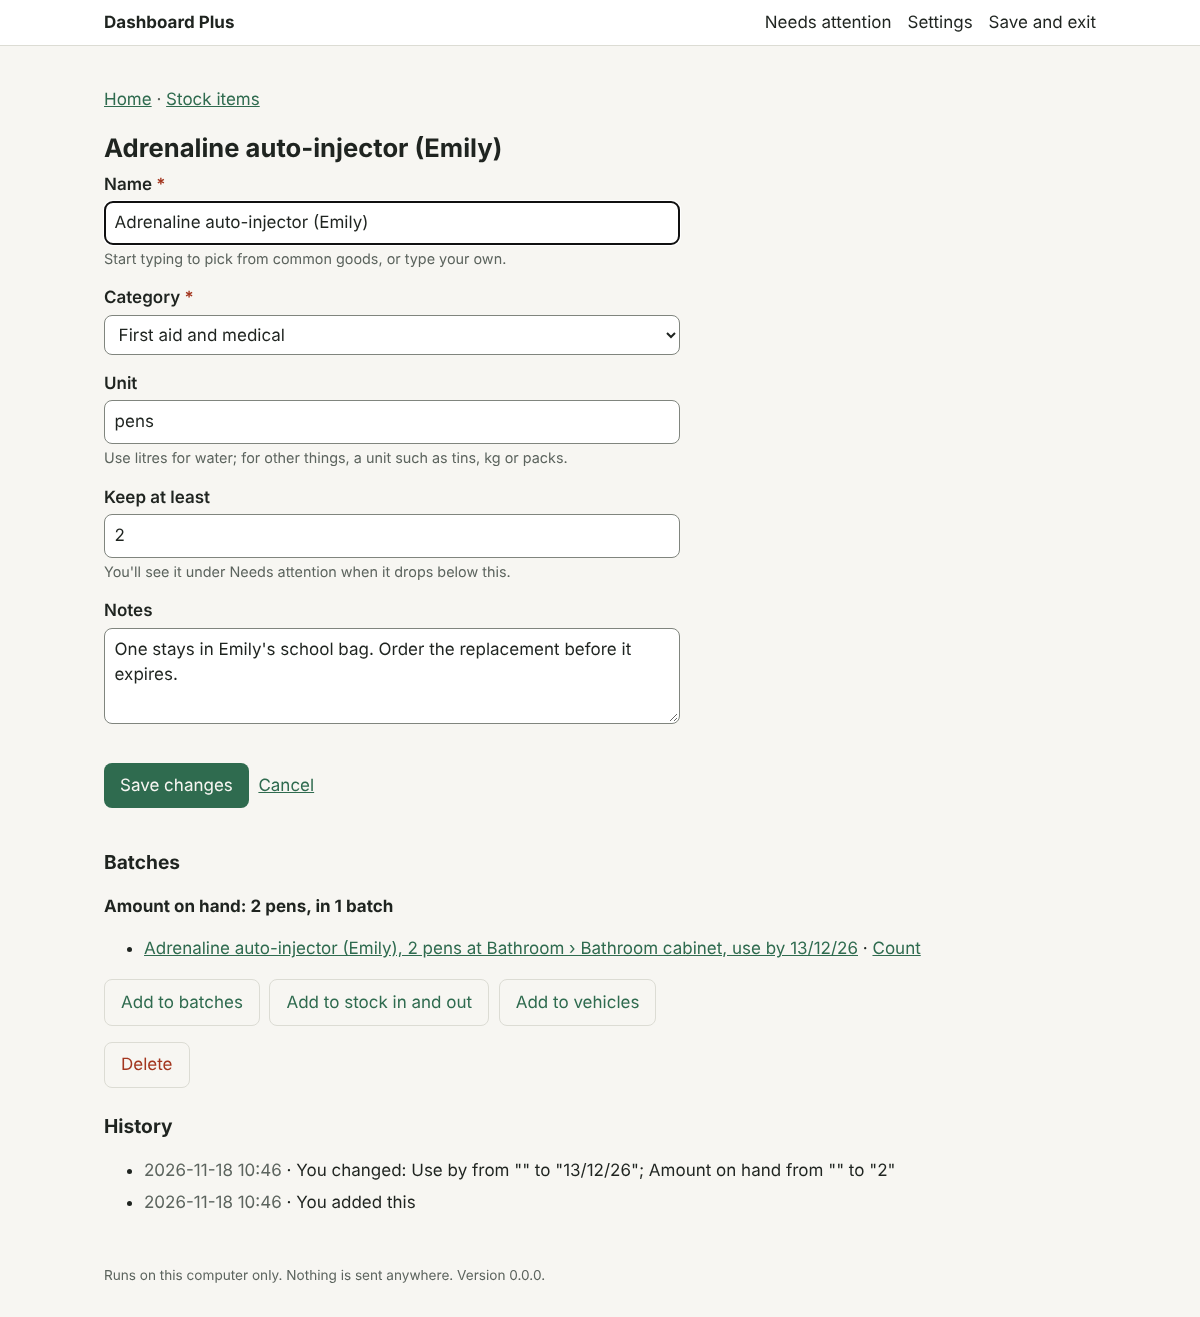 Dashboard Plus
Needs attention Settings Save and exit
Home · Stock items
Adrenaline auto-injector (Emily)
Name *
Adrenaline auto-injector (Emily)
Start typing to pick from common goods, or type your own.
Category *
First aid and medical
Unit
pens
Use litres for water; for other things, a unit such as tins, kg or packs.
Keep at least
2
You'll see it under Needs attention when it drops below this.
Notes
One stays in Emily's school bag. Order the replacement before it
expires.
Save changes Cancel
Batches
Amount on hand: 2 pens, in 1 batch
Adrenaline auto-injector (Emily), 2 pens at Bathroom › Bathroom cabinet, use by 13/12/26 · Count
Add to batches Add to stock in and out Add to vehicles
Delete
History
2026-11-18 10:46 · You changed: Use by from "" to "13/12/26"; Amount on hand from "" to "2"
2026-11-18 10:46 · You added this
Runs on this computer only. Nothing is sent anywhere. Version 0.0.0.